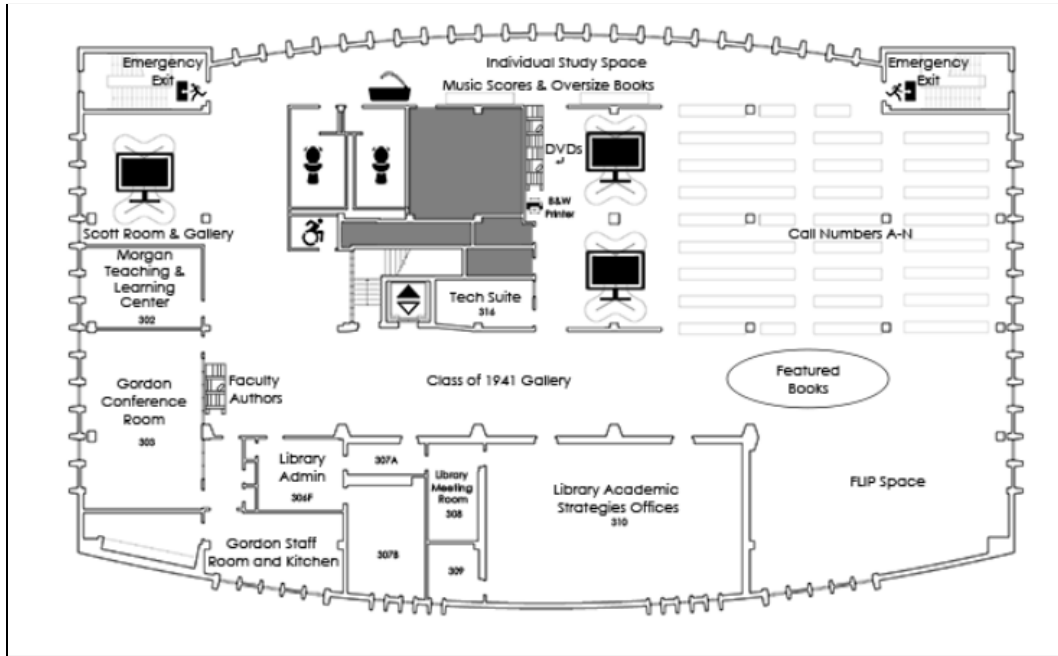 Emergency
Exit
Individual Study Space
Music Scores & Oversize Books
Emergency
Exit
DVDs
B&W
Printer
Scott Room & Gallery
Call Numbers A-N
Morgan
Teaching &
Learning
Center
302
Tech Suite
316
Gordon
Conference
Room
303
Faculty
Authors
Class of 1941 Gallery
Featured
Books
Library
Admin
306F
307A
Library
Meeting
Room
308
Library Academic
Strategies Offices
310
FLIP Space
Gordon Staff
Room and Kitchen
307B
309